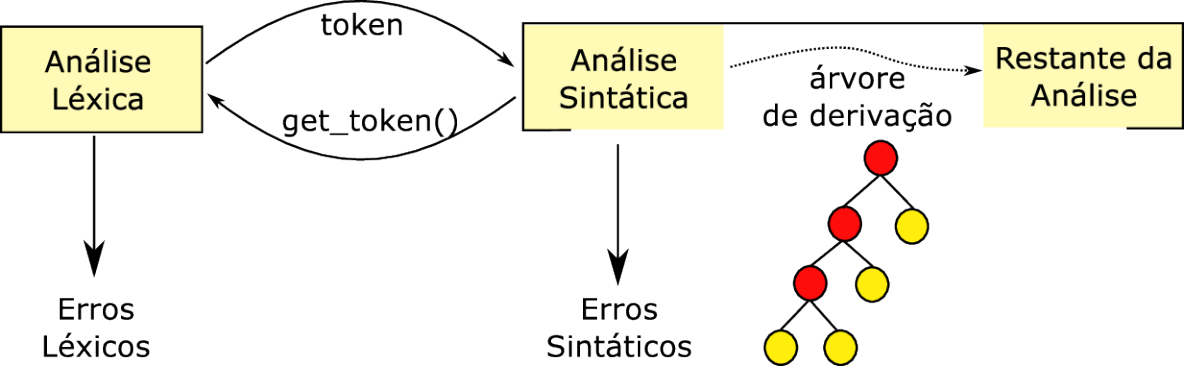 token
Análise
Léxica
get_token()
Análise
Sintática
árvore
de derivação
Restante da
Análise
Erros
Léxicos
Erros
Sintáticos